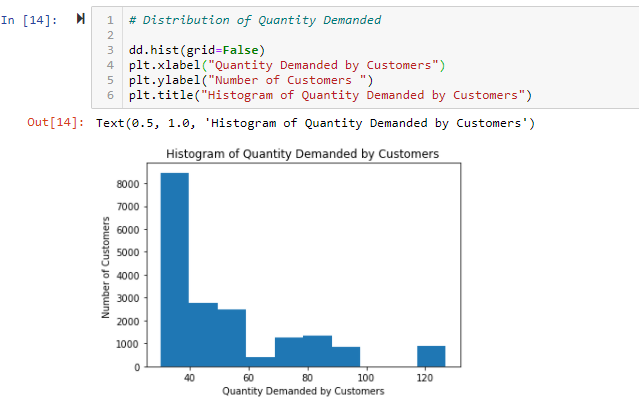 In [14]:
1 # Distribution of Quantity Demanded
2
3 dd.hist(grid=False)
4 plt.xlabel("Quantity Demanded by Customers")
5 plt.ylabel("Number of Customers ")
6 plt.title("Histogram of Quantity Demanded by Customers")
Out[14]: Text(0.5, 1.0, 'Histogram of Quantity Demanded by Customers')
Histogram of Quantity Demanded by Customers
Number of Customers
8000
7000
6000
5000
4000
3000
2000
1000
0
40 60 80 100 120
Quantity Demanded by Customers